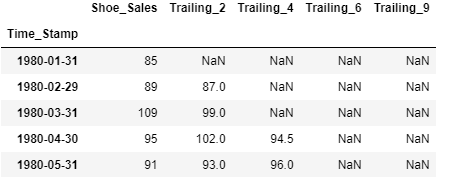 Shoe_Sales Trailing_2 Trailing_4 Trailing_6 Trailing_9
Time_Stamp
1980-01-31 85 NaN NaN NaN NaN
1980-02-29 89 87.0 NaN NaN NaN
1980-03-31 109 99.0 NaN NaN NaN
1980-04-30 95 102.0 94.5 NaN NaN
1980-05-31 91 93.0 96.0 NaN NaN